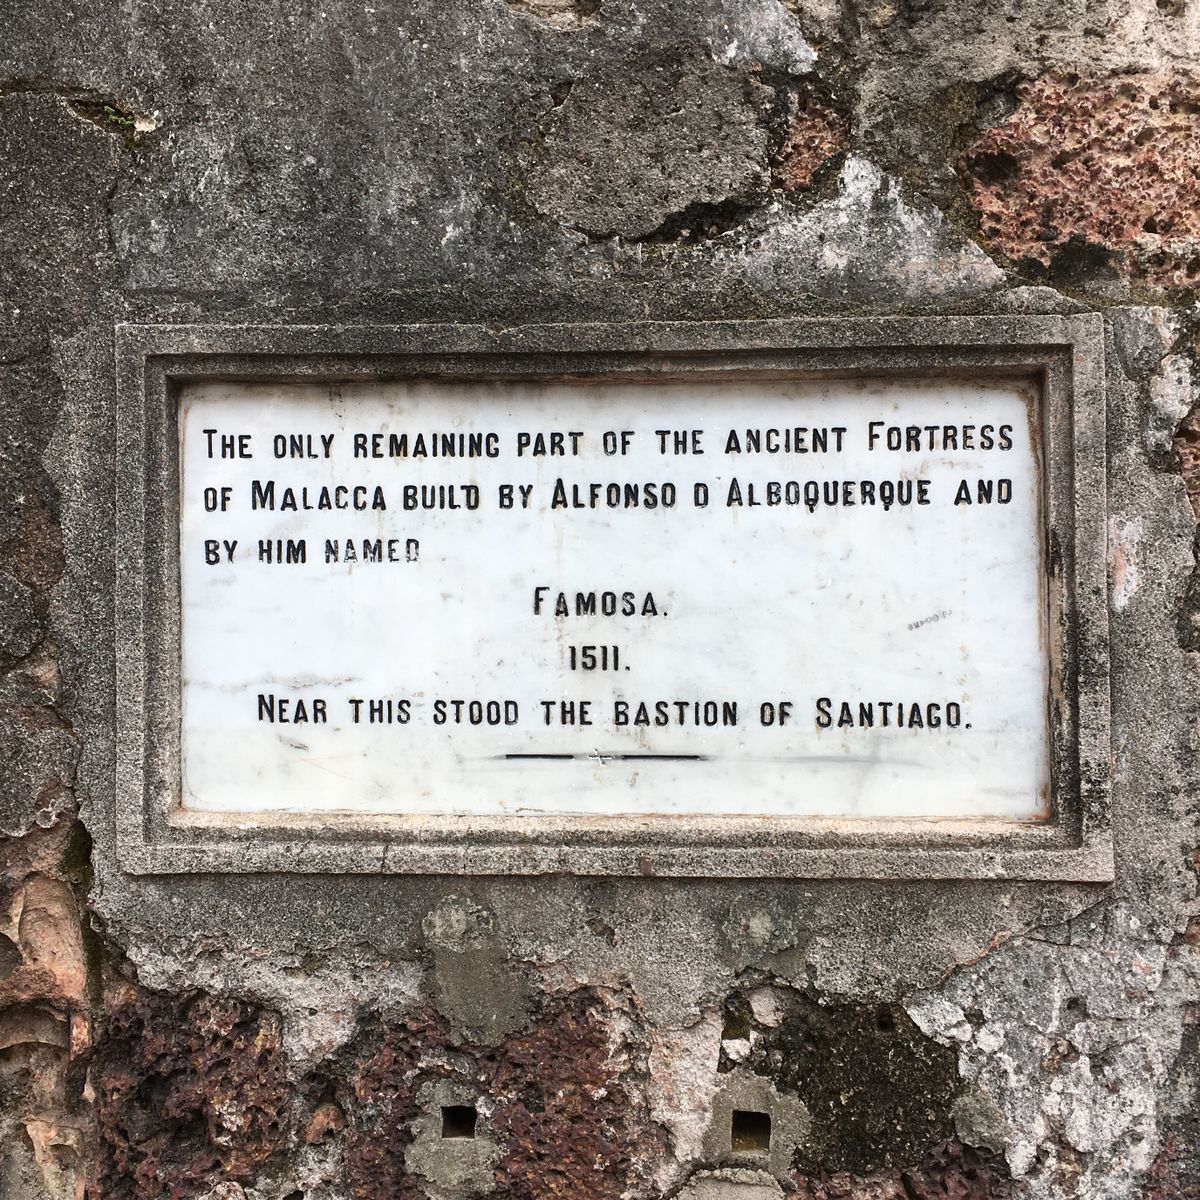 The only remaining part of the ancient Fortress
of Malacca built by Alfonso D Alboquerque and
by him named
Famosa.
1511.
Near this stood the bastion of Santiago.